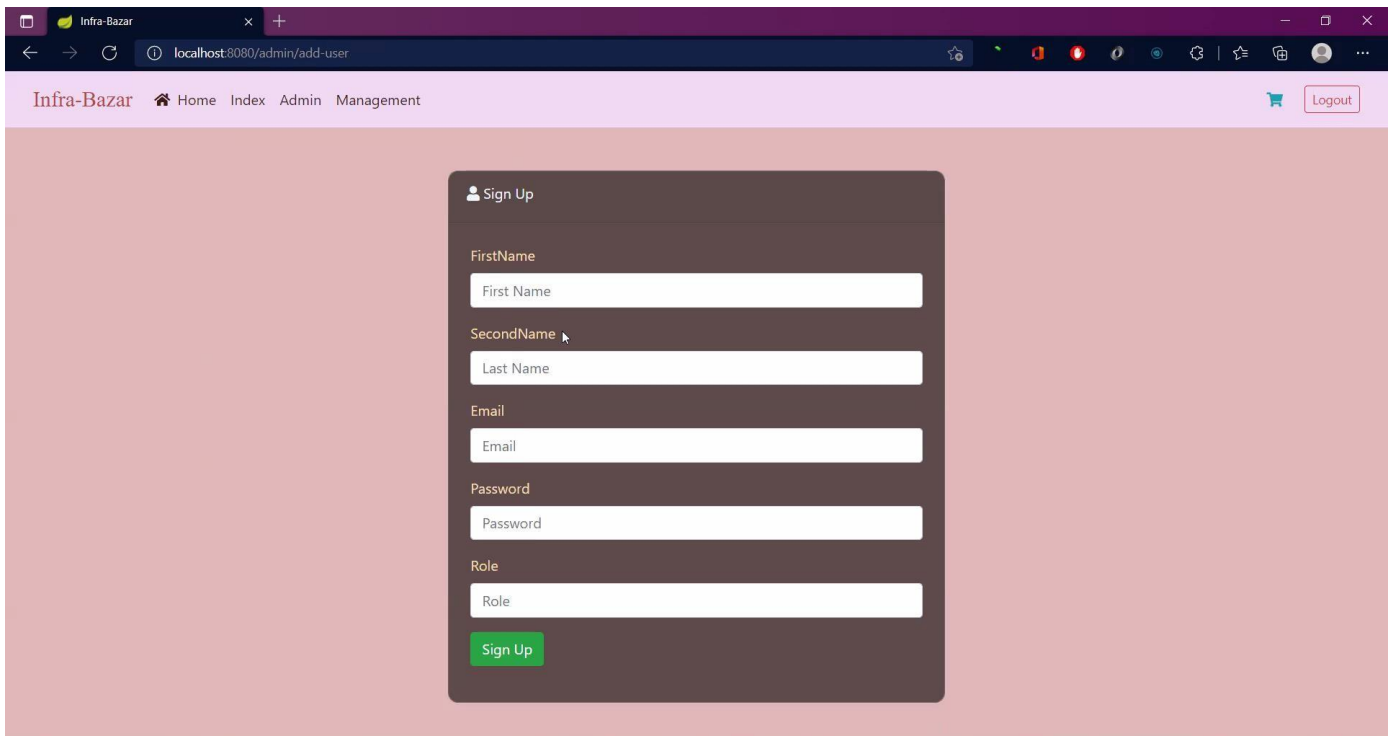 Infra-Bazar
localhost:8080/admin/add-user
Infra-Bazar Home Index Admin Management Logout
Sign Up
FirstName
First Name
SecondName
Last Name
Email
Email
Password
Password
Role
Role
Sign Up